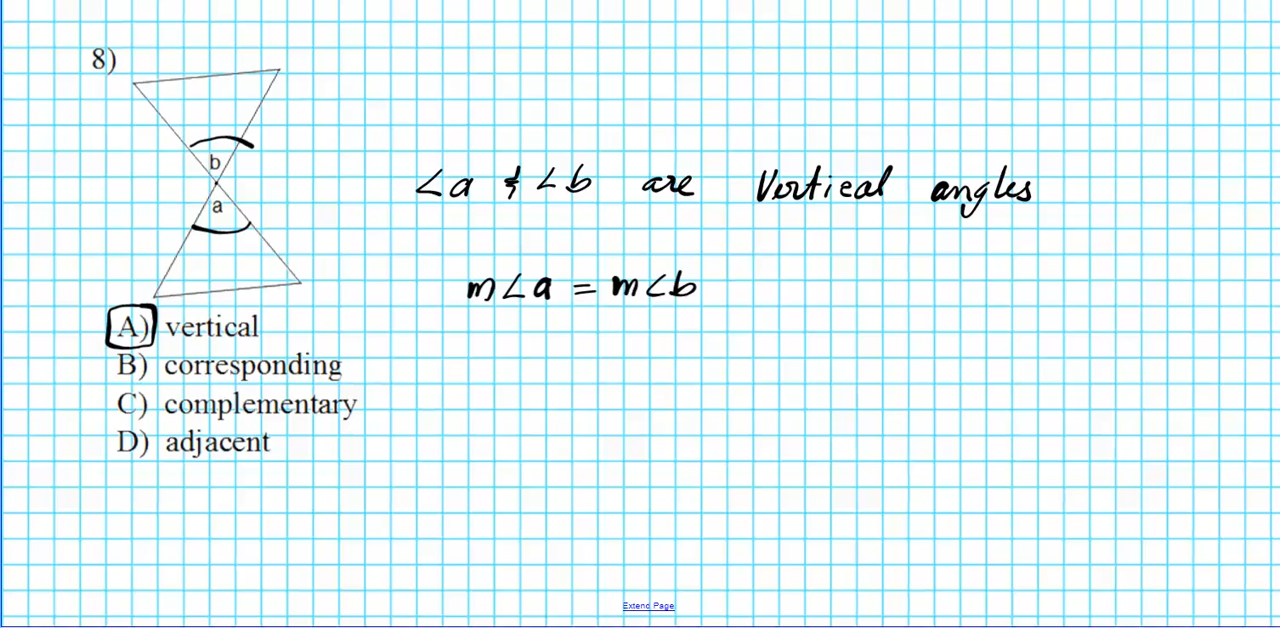 8)
b
∠a & ∠b are Vertical angles
a
m∠a = m∠b
A) vertical
B) corresponding
C) complementary
D) adjacent
Extend Page